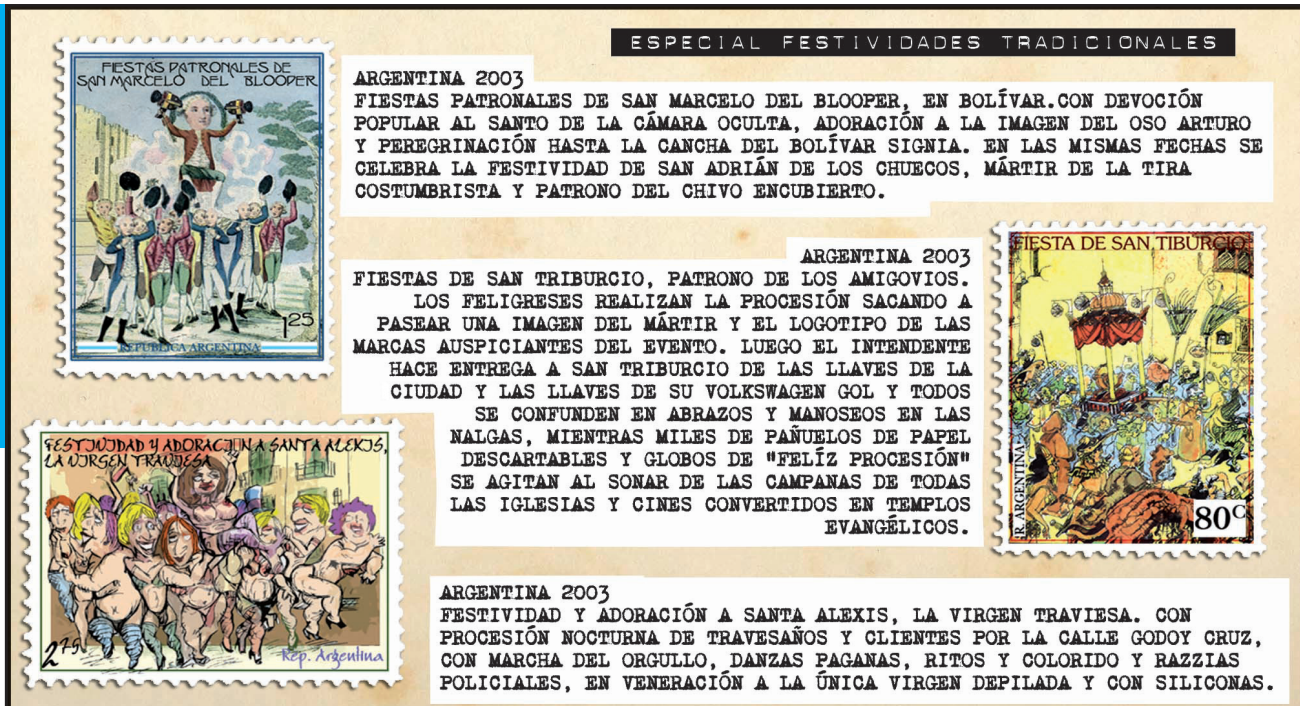 ESPECIAL FESTIVIDADES TRADICIONALES
FIESTAS PATRONALES DE
SAN MARCELO DEL BLOOPER
125
REPUBLICA ARGENTINA
ARGENTINA 2003
FIESTAS PATRONALES DE SAN MARCELO DEL BLOOPER, EN BOLÍVAR.CON DEVOCIÓN
POPULAR AL SANTO DE LA CÁMARA OCULTA, ADORACIÓN A LA IMAGEN DEL OSO ARTURO
Y PEREGRINACIÓN HASTA LA CANCHA DEL BOLÍVAR SIGNIA. EN LAS MISMAS FECHAS SE
CELEBRA LA FESTIVIDAD DE SAN ADRIÁN DE LOS CHUECOS, MÁRTIR DE LA TIRA
COSTUMBRISTA Y PATRONO DEL CHIVO ENCUBIERTO.
ARGENTINA 2003
FIESTAS DE SAN TRIBURCIO, PATRONO DE LOS AMIGOVIOS.
LOS FELIGRESES REALIZAN LA PROCESIÓN SACANDO A
PASEAR UNA IMAGEN DEL MÁRTIR Y EL LOGOTIPO DE LAS
MARCAS AUSPICIANTES DEL EVENTO. LUEGO EL INTENDENTE
HACE ENTREGA A SAN TRIBURCIO DE LAS LLAVES DE LA
CIUDAD Y LAS LLAVES DE SU VOLKSWAGEN GOL Y TODOS
SE CONFUNDEN EN ABRAZOS Y MANOSEOS EN LAS
NALGAS, MIENTRAS MILES DE PAÑUELOS DE PAPEL
DESCARTABLES Y GLOBOS DE "FELÍZ PROCESIÓN"
SE AGITAN AL SONAR DE LAS CAMPANAS DE TODAS
LAS IGLESIAS Y CINES CONVERTIDOS EN TEMPLOS
EVANGÉLICOS.
FIESTA DE SAN TIBURCIO
R. ARGENTINA
80C
FESTIVIDAD Y ADORACIÓN A SANTA ALEXIS,
LA VIRGEN TRAVIESA
2 75
Rep. Argentina
ARGENTINA 2003
FESTIVIDAD Y ADORACIÓN A SANTA ALEXIS, LA VIRGEN TRAVIESA. CON
PROCESIÓN NOCTURNA DE TRAVESAÑOS Y CLIENTES POR LA CALLE GODOY CRUZ,
CON MARCHA DEL ORGULLO, DANZAS PAGANAS, RITOS Y COLORIDO Y RAZZIAS
POLICIALES, EN VENERACIÓN A LA ÚNICA VIRGEN DEPILADA Y CON SILICONAS.